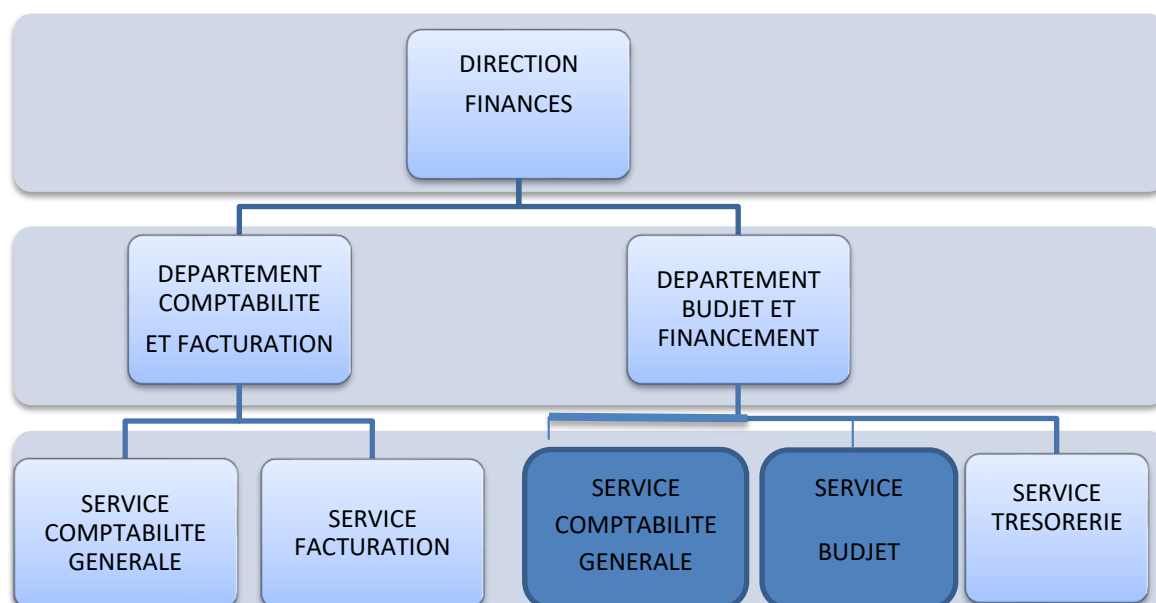 DIRECTION
FINANCES
DEPARTEMENT
COMPTABILITE
ET FACTURATION
DEPARTEMENT
BUDJET ET
FINANCEMENT
SERVICE
COMPTABILITE
GENERALE
SERVICE
FACTURATION
SERVICE
COMPTABILITE
GENERALE
SERVICE
BUDJET
SERVICE
TRESORERIE